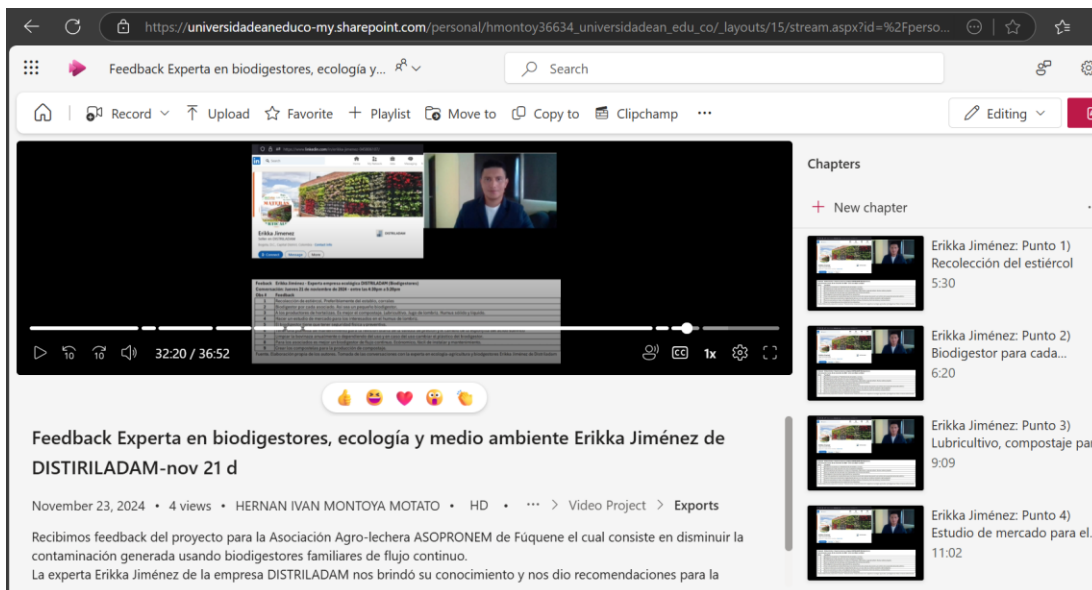 https://universidadeaneduco-my.sharepoint.com/personal/hmontoy36634_universidadean_edu_co/_layouts/15/stream.aspx?id=%2Fperso...
Feedback Experta en biodigestores, ecología y...
Search
Record
Upload
Favorite
Playlist
Move to
Copy to
Clipchamp
Editing
Erikka Jimenez
DISTRILADAM
32:20 / 36:52
CC
1x
Feedback Experta en biodigestores, ecología y medio ambiente Erikka Jiménez de
DISTIRILADAM-nov 21 d
November 23, 2024 • 4 views • HERNAN IVAN MONTOYA MOTATO • HD • ··· > Video Project > Exports
Recibimos feedback del proyecto para la Asociación Agro-lechera ASOPRONEM de Fúquene el cual consiste en disminuir la
contaminación generada usando biodigestores familiares de flujo continuo.
La experta Erikka Jiménez de la empresa DISTRILADAM nos brindó su conocimiento y nos dio recomendaciones para la
Chapters
New chapter
Erikka Jiménez: Punto 1)
Recolección del estiércol
5:30
Erikka Jiménez: Punto 2)
Biodigestor para cada...
6:20
Erikka Jiménez: Punto 3)
Lubricultivo, compostaje par
9:09
Erikka Jiménez: Punto 4)
Estudio de mercado para el.
11:02